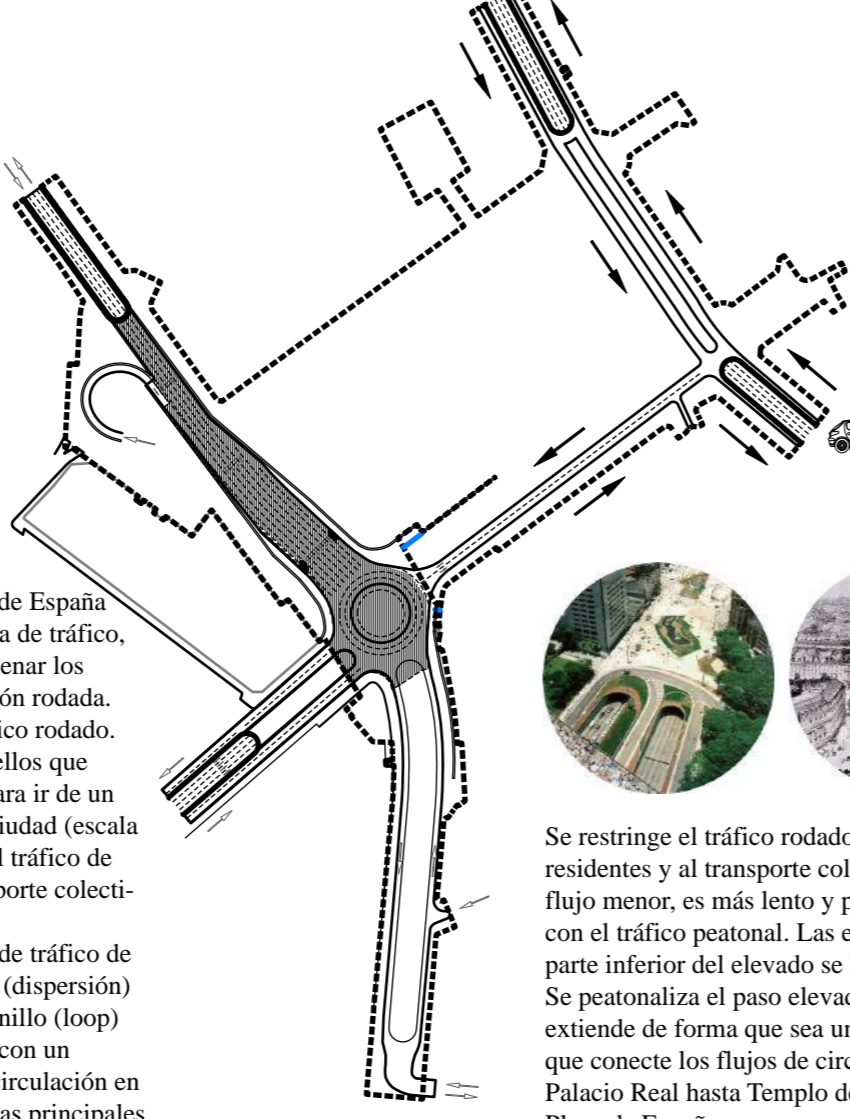 de España
a de tráfico,
enar los
ón rodada.
ico rodado.
ellos que
ara ir de un
iudad (escala
l tráfico de
porte colecti-
de tráfico de
(dispersión)
nillo (loop)
con un
circulación en
as principales
Se restringe el tráfico rodado
residentes y al transporte col
flujo menor, es más lento y p
con el tráfico peatonal. Las e
parte inferior del elevado se
Se peatonaliza el paso elevad
extiende de forma que sea un
que conecte los flujos de circ
Palacio Real hasta Templo de